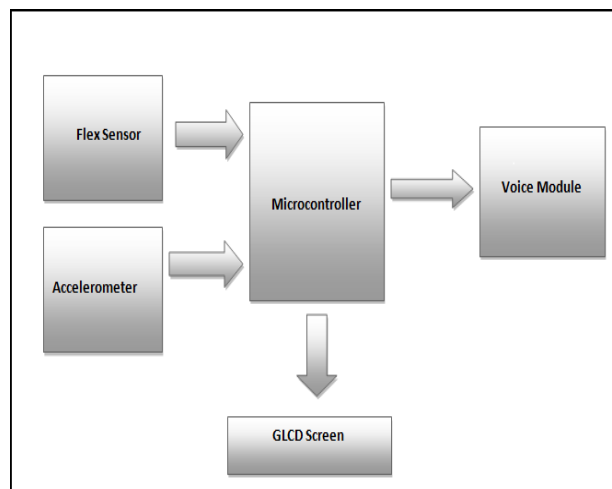 Flex Sensor
Microcontroller
Voice Module
Accelerometer
GLCD Screen